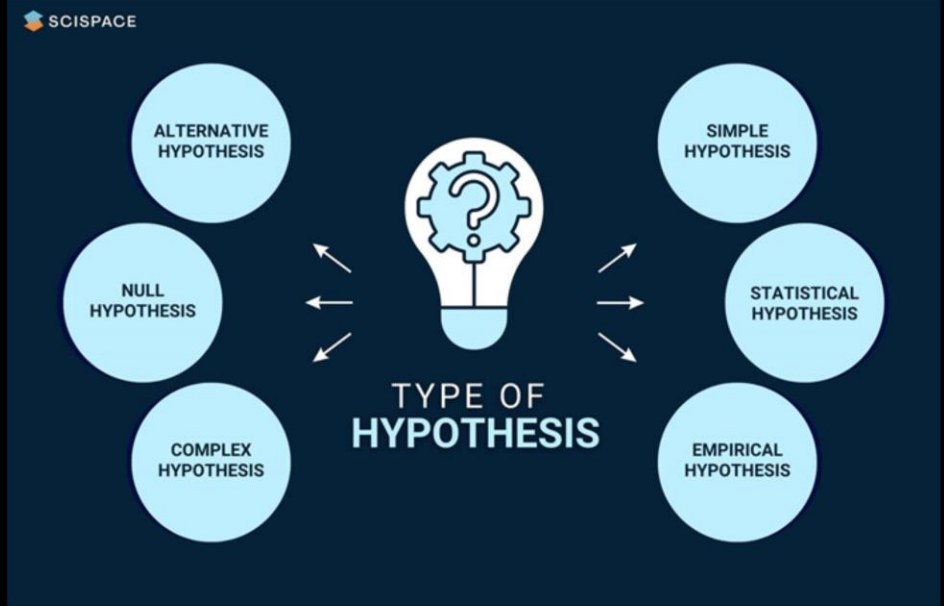 SCISPACE
ALTERNATIVE
HYPOTHESIS
NULL
HYPOTHESIS
COMPLEX
HYPOTHESIS
?
TYPE OF
HYPOTHESIS
SIMPLE
HYPOTHESIS
STATISTICAL
HYPOTHESIS
EMPIRICAL
HYPOTHESIS